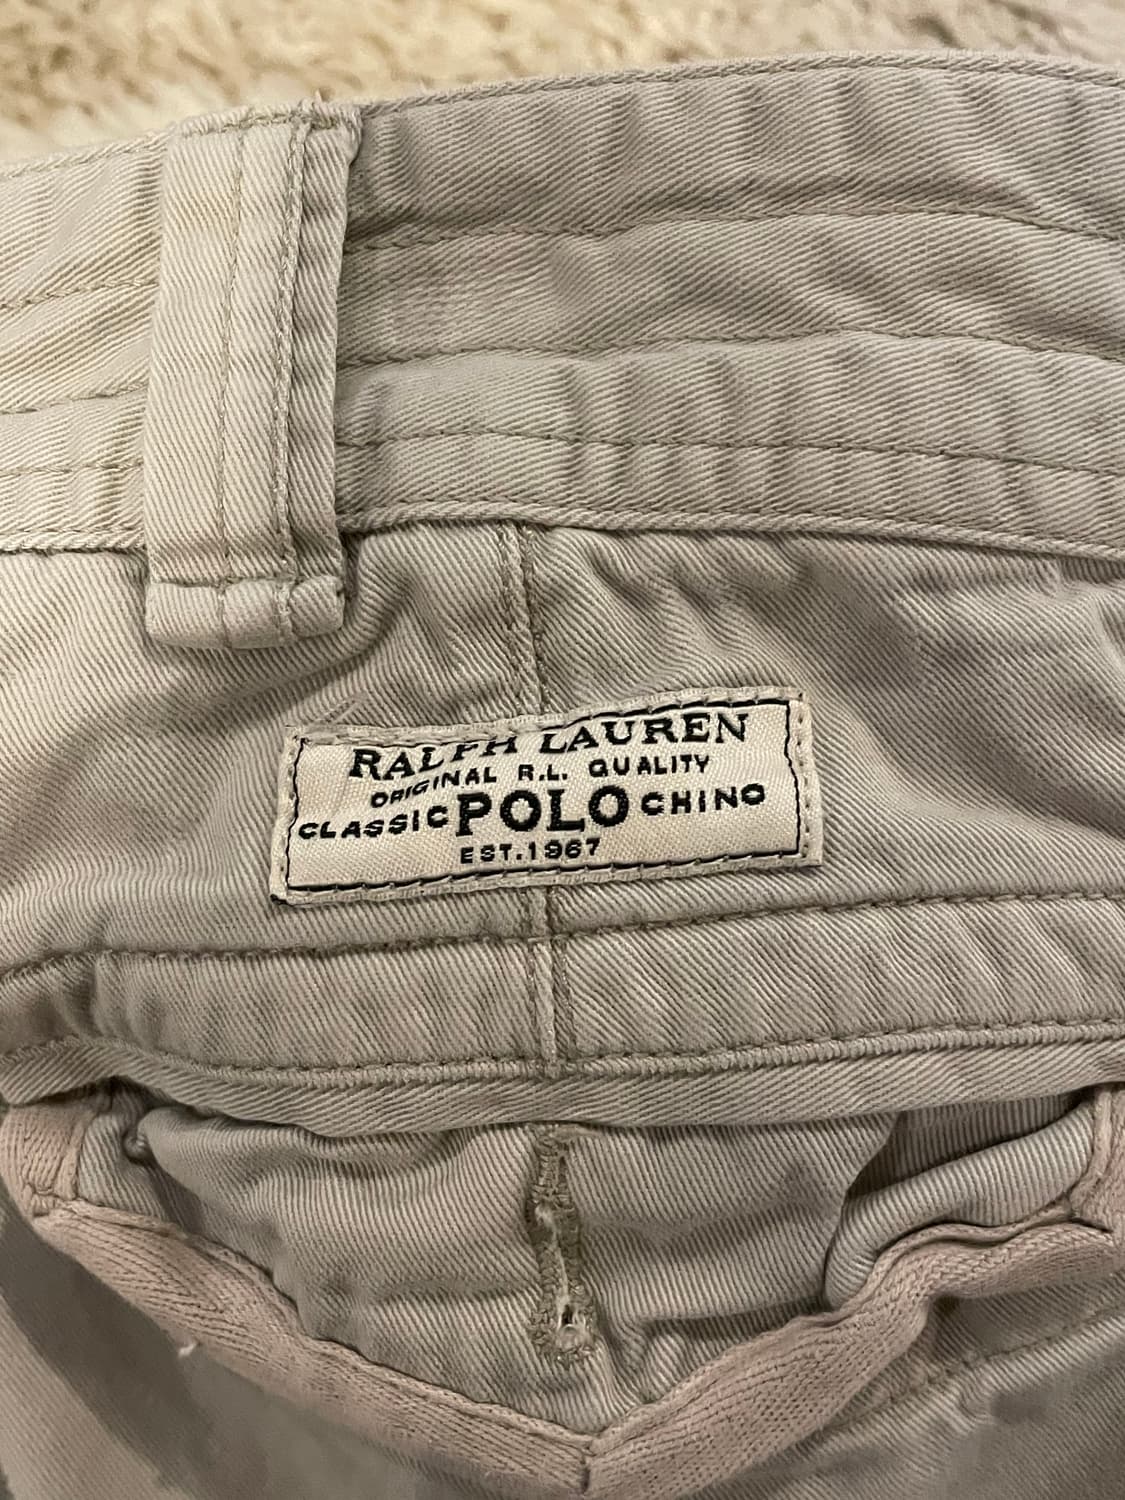 RALPH LAUREN
ORIGINAL R.L. QUALITY
CLASSIC POLO CHINO
EST.1967